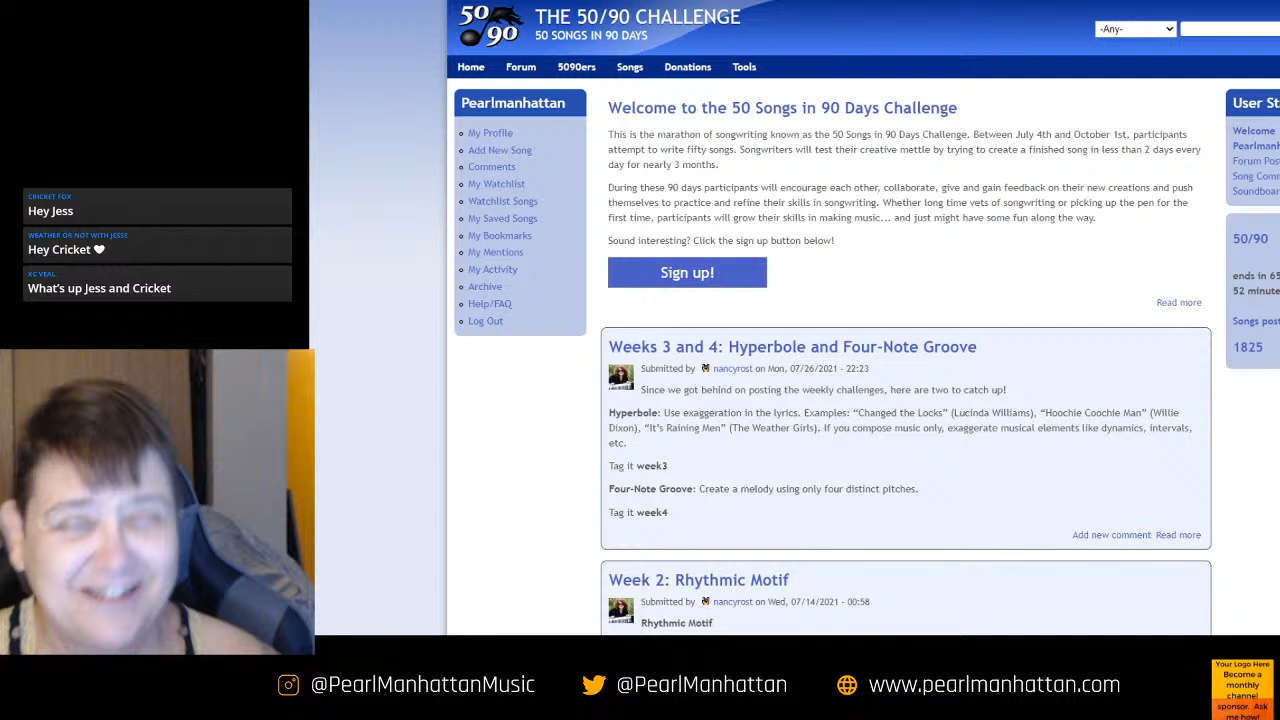 50
90
THE 50/90 CHALLENGE
50 SONGS IN 90 DAYS
-Any-
Home Forum 5090ers Songs Donations Tools
Pearlmanhattan
My Profile
Add New Song
Comments
My Watchlist
Watchlist Songs
My Saved Songs
My Bookmarks
My Mentions
My Activity
Archive
Help/FAQ
Log Out
Welcome to the 50 Songs in 90 Days Challenge
This is the marathon of songwriting known as the 50 Songs in 90 Days Challenge. Between July 4th and October 1st, participants
attempt to write fifty songs. Songwriters will test their creative mettle by trying to create a finished song in less than 2 days every
day for nearly 3 months.
During these 90 days participants will encourage each other, collaborate, give and gain feedback on their new creations and push
themselves to practice and refine their skills in songwriting. Whether long time vets of songwriting or picking up the pen for the
first time, participants will grow their skills in making music... and just might have some fun along the way.
Sound interesting? Click the sign up button below!
Sign up!
Read more
Weeks 3 and 4: Hyperbole and Four-Note Groove
Submitted by nancyrost on Mon, 07/26/2021 - 22:23
Since we got behind on posting the weekly challenges, here are two to catch up!
Hyperbole: Use exaggeration in the lyrics. Examples: “Changed the Locks” (Lucinda Williams), “Hoochie Coochie Man” (Willie
Dixon), “It’s Raining Men” (The Weather Girls). If you compose music only, exaggerate musical elements like dynamics, intervals,
etc.
Tag it week3
Four-Note Groove: Create a melody using only four distinct pitches.
Tag it week4
Add new comment Read more
Week 2: Rhythmic Motif
Submitted by nancyrost on Wed, 07/14/2021 - 00:58
Rhythmic Motif
User St
Welcome
Pearlmanh
Forum Pos
Song Com
Soundboar
50/90
ends in 65
52 minute
Songs post
1825
CRICKET FOX
Hey Jess
WEATHER OR NOT WITH JESSE
Hey Cricket ♥
KC VEAL
What’s up Jess and Cricket
@PearlManhattanMusic @PearlManhattan www.pearlmanhattan.com
Your Logo Here
Become a
monthly
channel
sponsor. Ask
me how!